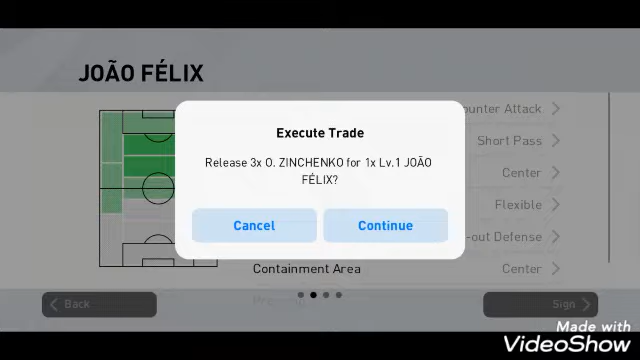 JOÃO FÉLIX
Execute Trade
Release 3x O. ZINCHENKO for 1x Lv.1 JOÃO
FÉLIX?
Cancel
Continue
ounter Attack
Short Pass
Center
Flexible
-out Defense
Containment Area
Center
Back
Sign
Made with
VideoShow